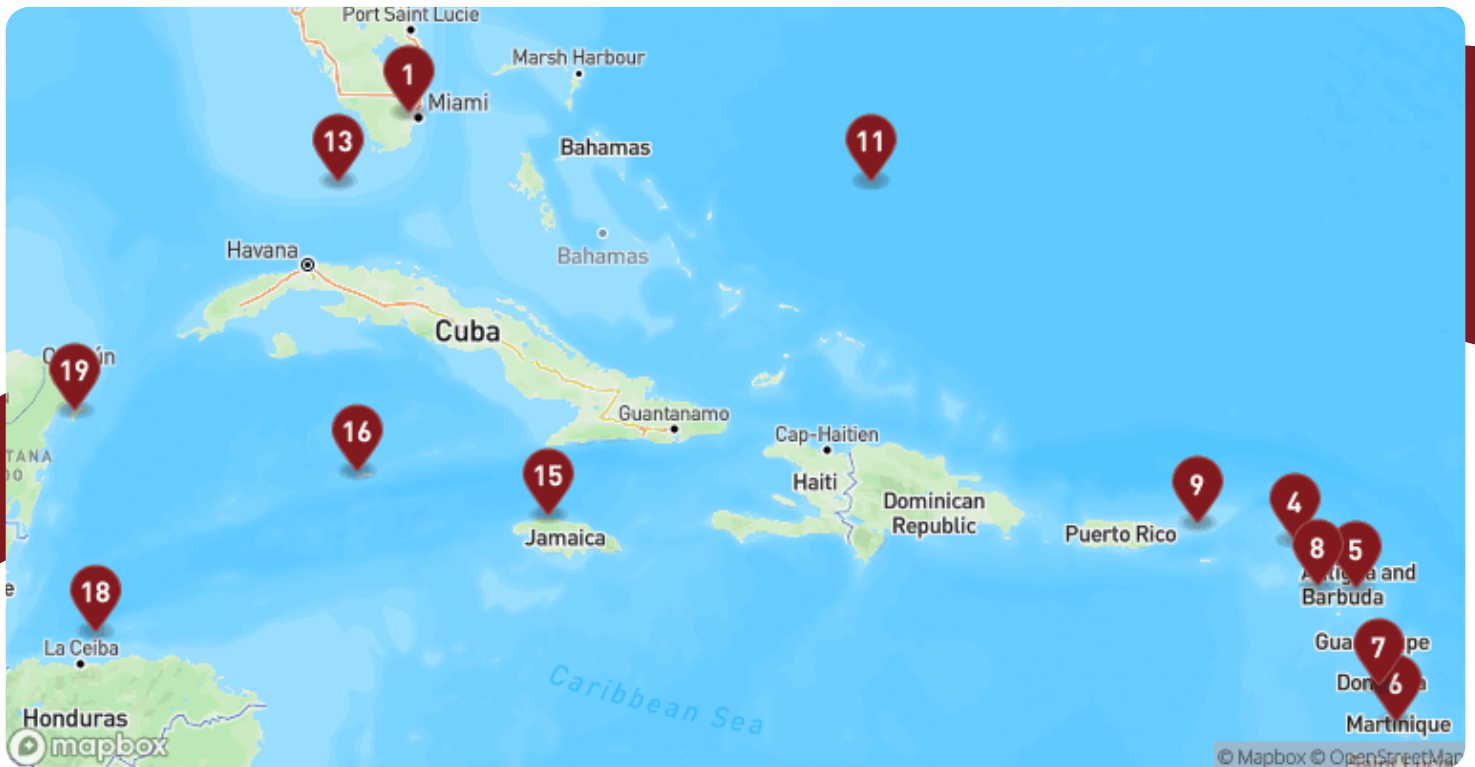 Port Saint Lucie
Marsh Harbour
1
Miami
13
11
Bahamas
Havana
Bahamas
Cuba
19
Guantanamo
16
Cap-Haitien
15
Haiti
9
4
Dominican
Republic
Jamaica
Puerto Rico
8
5
and
Barbuda
18
La Ceiba
7
6
Caribbean Sea
Honduras
Martinique
mapbox
© Mapbox © OpenStreetMap